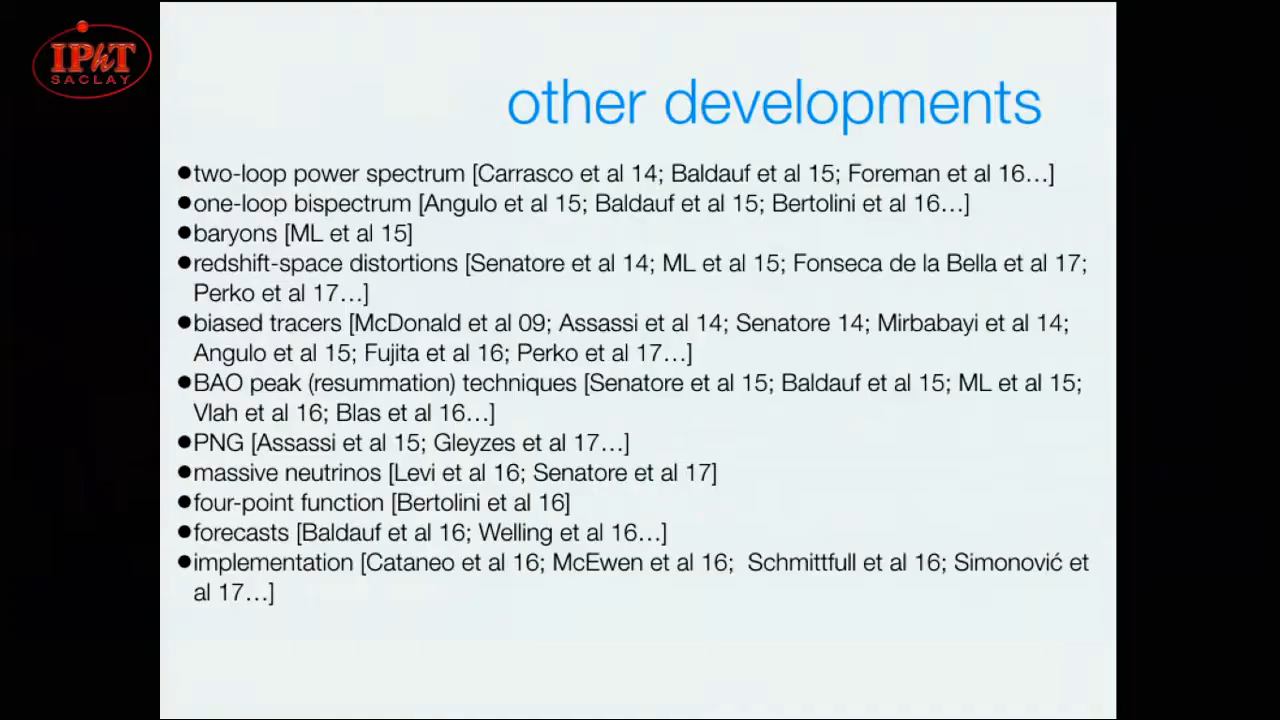 IPhT
SACLAY
other developments
●two-loop power spectrum [Carrasco et al 14; Baldauf et al 15; Foreman et al 16…]
●one-loop bispectrum [Angulo et al 15; Baldauf et al 15; Bertolini et al 16…]
●baryons [ML et al 15]
●redshift-space distortions [Senatore et al 14; ML et al 15; Fonseca de la Bella et al 17;
Perko et al 17…]
●biased tracers [McDonald et al 09; Assassi et al 14; Senatore 14; Mirbabayi et al 14;
Angulo et al 15; Fujita et al 16; Perko et al 17…]
●BAO peak (resummation) techniques [Senatore et al 15; Baldauf et al 15; ML et al 15;
Vlah et al 16; Blas et al 16…]
●PNG [Assassi et al 15; Gleyzes et al 17…]
●massive neutrinos [Levi et al 16; Senatore et al 17]
●four-point function [Bertolini et al 16]
●forecasts [Baldauf et al 16; Welling et al 16…]
●implementation [Cataneo et al 16; McEwen et al 16;  Schmittfull et al 16; Simonović et
al 17…]